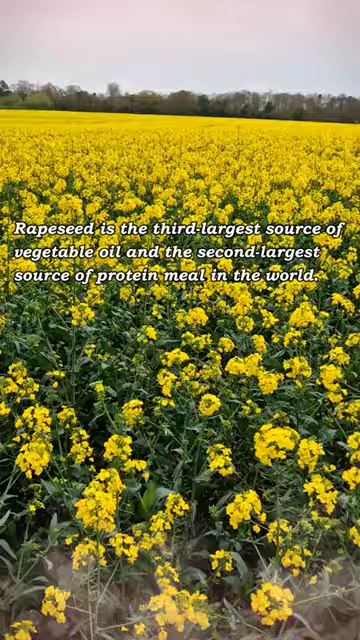 Rapeseed is the third-largest source of
vegetable oil and the second-largest
source of protein meal in the world.